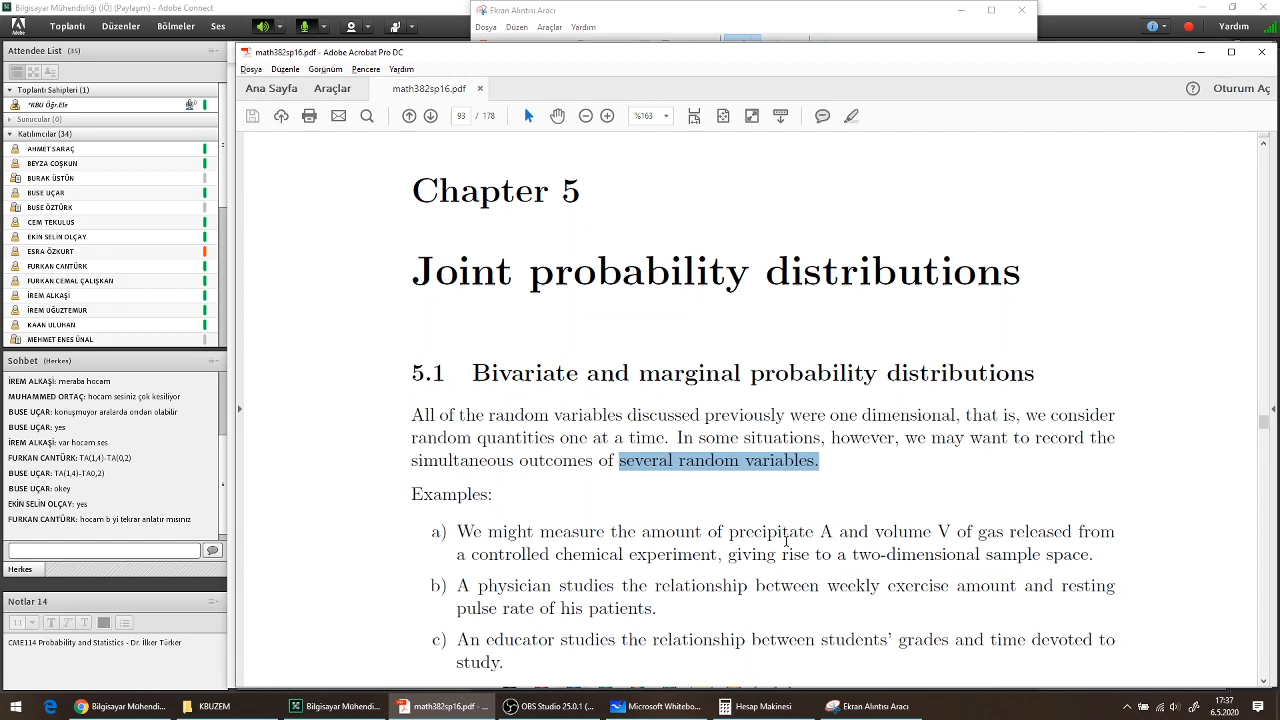 Bilgisayar Mühendisliği (İÖ) (Paylaşım) - Adobe Connect
Ekran Alıntısı Aracı
Toplantı Düzenler Bölmeler Ses
Dosya Düzen Araçlar Yardım
Yardım
Attendee List (35)
math382sp16.pdf - Adobe Acrobat Pro DC
Dosya Düzenle Görünüm Pencere Yardım
Ana Sayfa Araçlar math382sp16.pdf
Oturum Aç
93 / 178 %163
Toplantı Sahipleri (1)
*KBU Öğr.Ele
Sunucular (0)
Katılımcılar (34)
AHMET SARAÇ
BEYZA COŞKUN
BURAK ÜSTÜN
BUSE UÇAR
BUSE ÖZTÜRK
CEM TEKULUS
EKİN SELİN OLÇAY
ESRA ÖZKURT
FURKAN CANTÜRK
FURKAN CEMAL ÇALIŞKAN
İREM ALKAŞİ
İREM UĞUZTEMUR
KAAN ULUHAN
MEHMET ENES ÜNAL
Sohbet (Herkes)
İREM ALKAŞİ: meraba hocam
MUHAMMED ORTAÇ: hocam sesiniz çok kesiliyor
BUSE UÇAR: konuşmuyor aralarda ondan olabilir
BUSE UÇAR: yes
İREM ALKAŞİ: var hocam ses
FURKAN CANTÜRK: TA(1,4)-TA(0,2)
BUSE UÇAR: TA(1,4)-TA0,2)
BUSE UÇAR: okey
EKİN SELİN OLÇAY: yes
FURKAN CANTÜRK: hocam b yi tekrar anlatır mısınız
Herkes
Notlar 14
11 T T T
CME114 Probability and Statistics - Dr. İlker Türker
Chapter 5
Joint probability distributions
5.1 Bivariate and marginal probability distributions
All of the random variables discussed previously were one dimensional, that is, we consider
random quantities one at a time. In some situations, however, we may want to record the
simultaneous outcomes of several random variables.
Examples:
a) We might measure the amount of precipitate A and volume V of gas released from
a controlled chemical experiment, giving rise to a two-dimensional sample space.
b) A physician studies the relationship between weekly exercise amount and resting
pulse rate of his patients.
c) An educator studies the relationship between students' grades and time devoted to
study.
Bilgisayar Mühendi... KBUZEM Bilgisayar Mühendi... math382sp16.pdf - ... OBS Studio 25.0.1 (... Microsoft Whitebo... Hesap Makinesi Ekran Alıntısı Aracı
17:37
6.5.2020